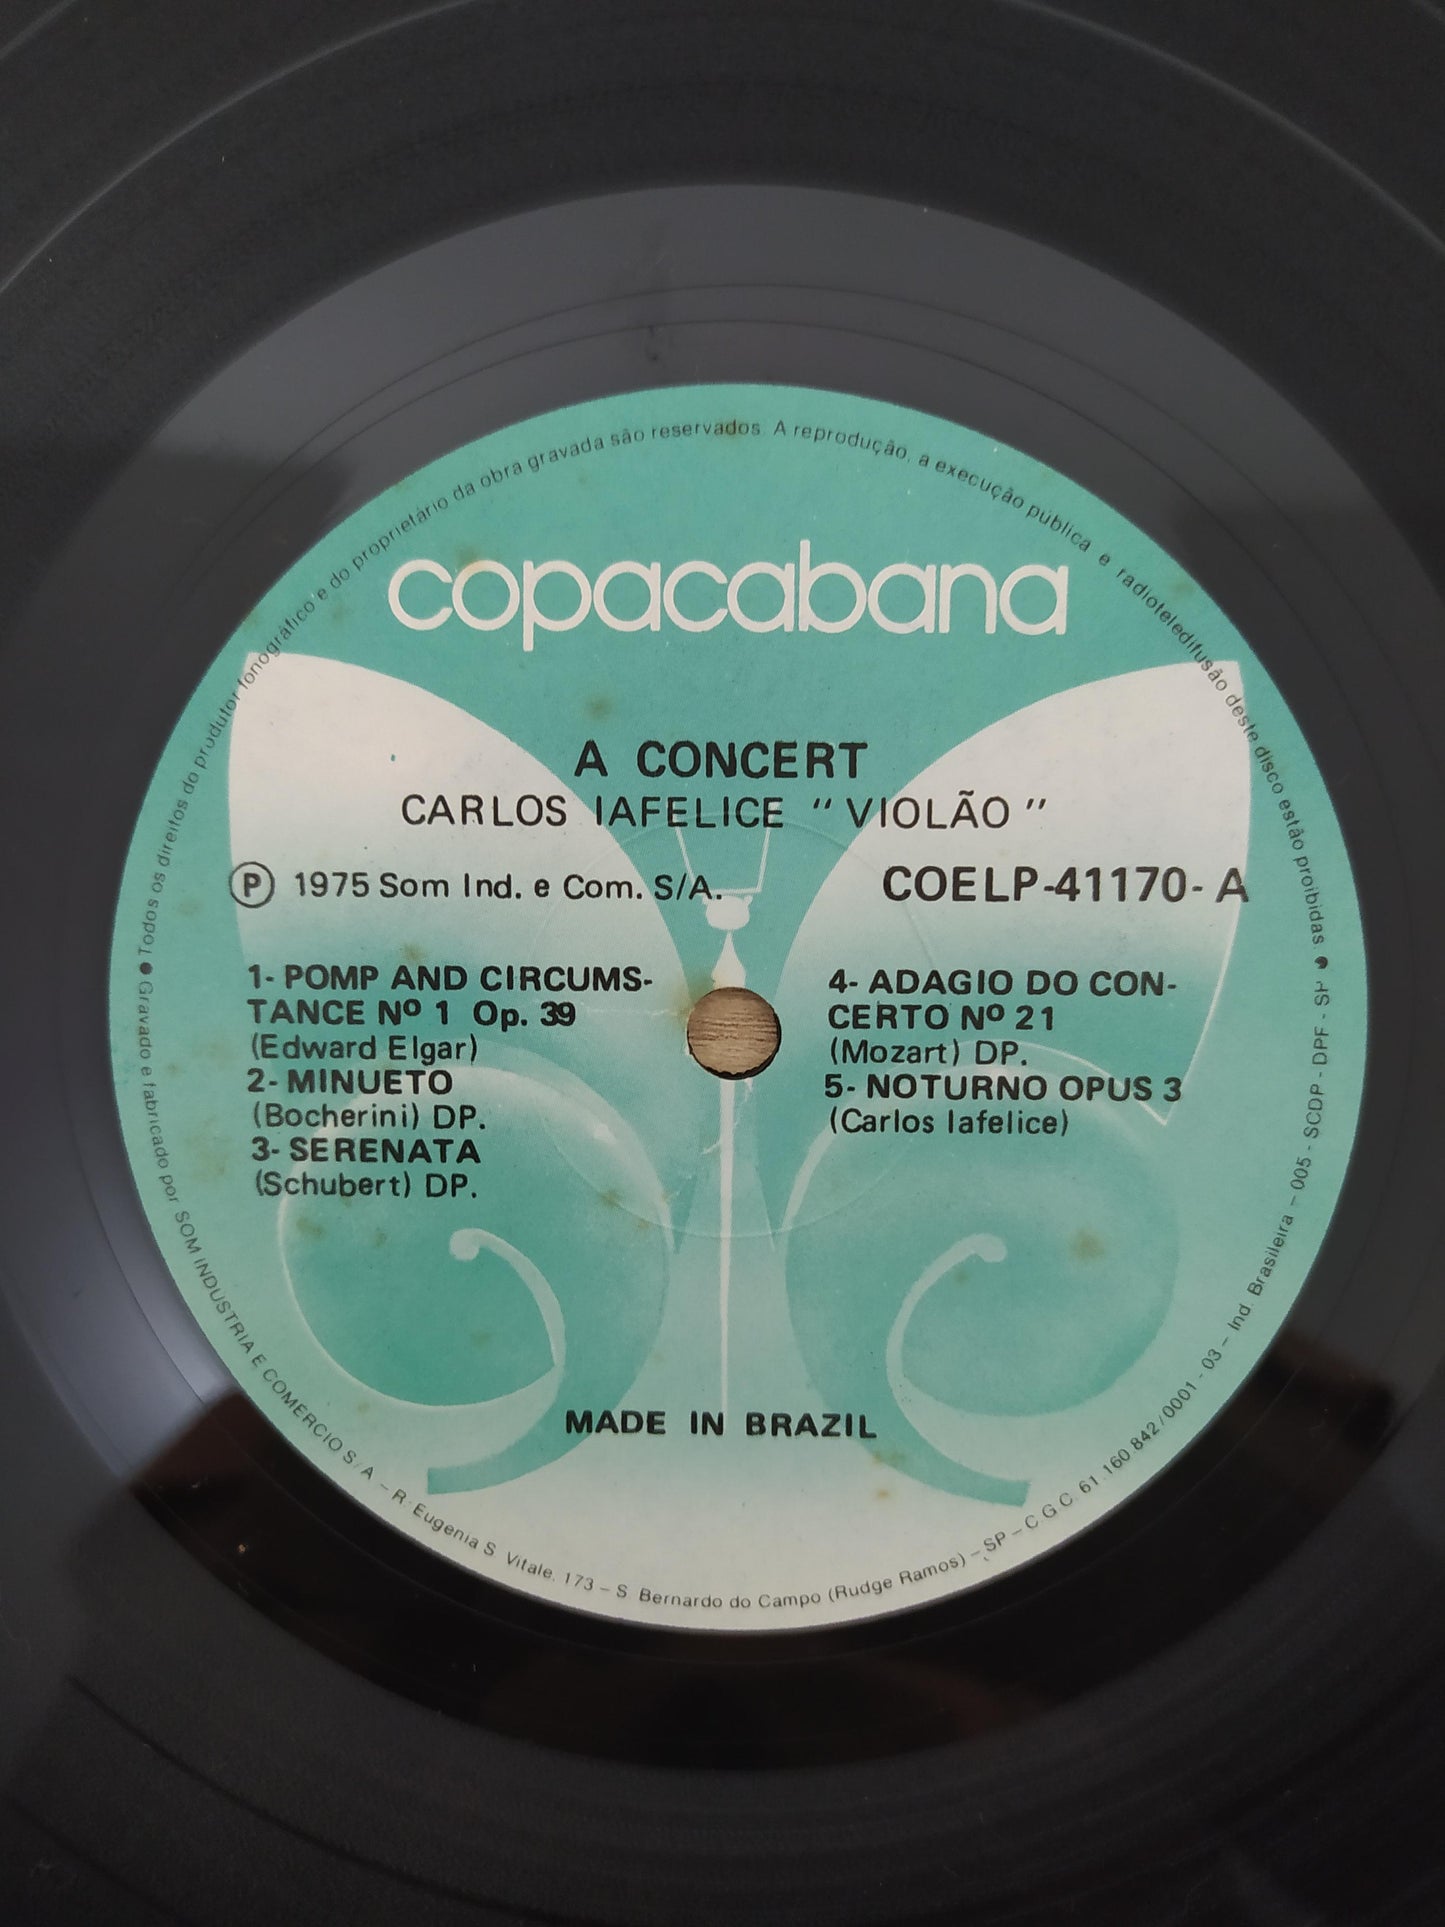 copacabana
A CONCERT
CARLOS IAFELICE " VIOLÃO "
Ⓟ 1975 Som Ind. e Com. S/A.
COELP-41170- A
1- POMP AND CIRCUMS-
TANCE Nº 1 Op. 39
(Edward Elgar)
2- MINUETO
(Bocherini) DP.
3- SERENATA
(Schubert) DP.
4- ADAGIO DO CON-
CERTO Nº 21
(Mozart) DP.
5- NOTURNO OPUS 3
(Carlos Iafelice)
MADE IN BRAZIL
● Todos os direitos do produtor fonográfico e do proprietário da obra gravada são reservados. A reprodução, a execução pública e radioteledifusão deste disco estão proibidas ●
Gravado e fabricado por SOM INDUSTRIA E COMERCIO S/A - R. Eugenia S. Vitale, 173 - S. Bernardo do Campo (Rudge Ramos) - SP - C.G.C. 61.160.842/0001-03 - Ind. Brasileira - 005 - SCDP - DPF - SP